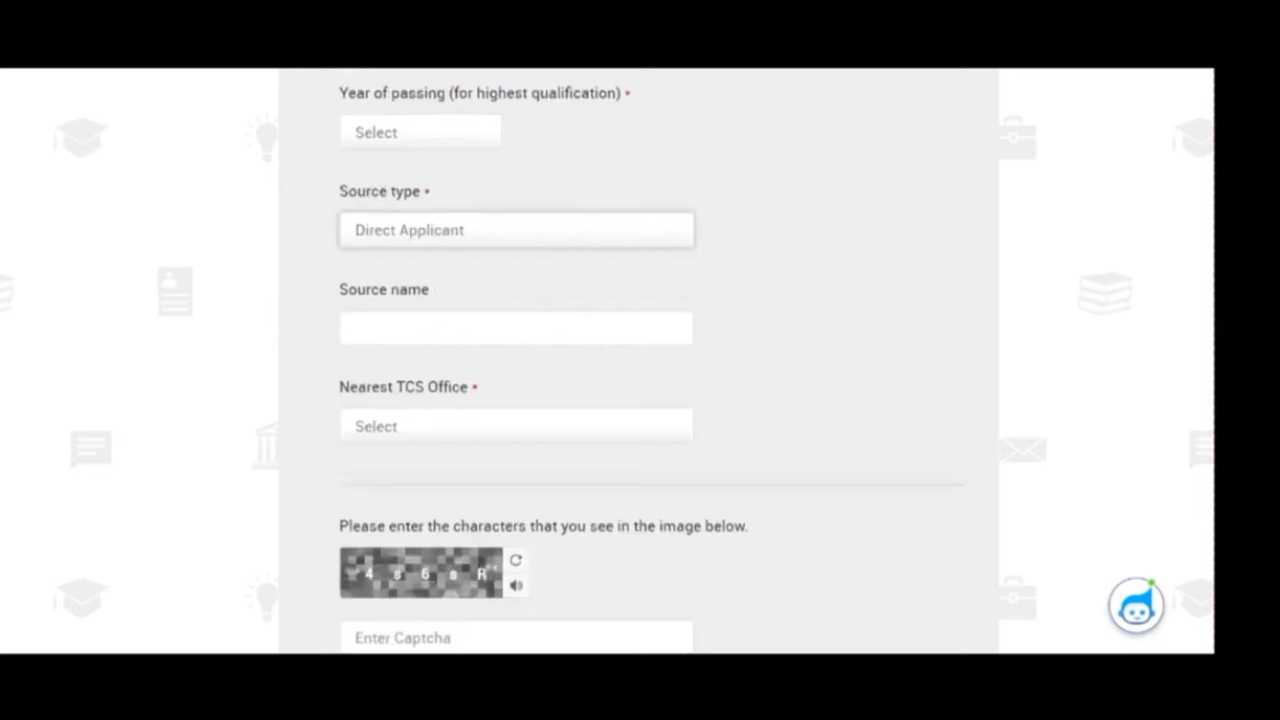 Year of passing (for highest qualification) *
Select
Source type *
Direct Applicant
Source name
Nearest TCS Office *
Select
Please enter the characters that you see in the image below.
Enter Captcha